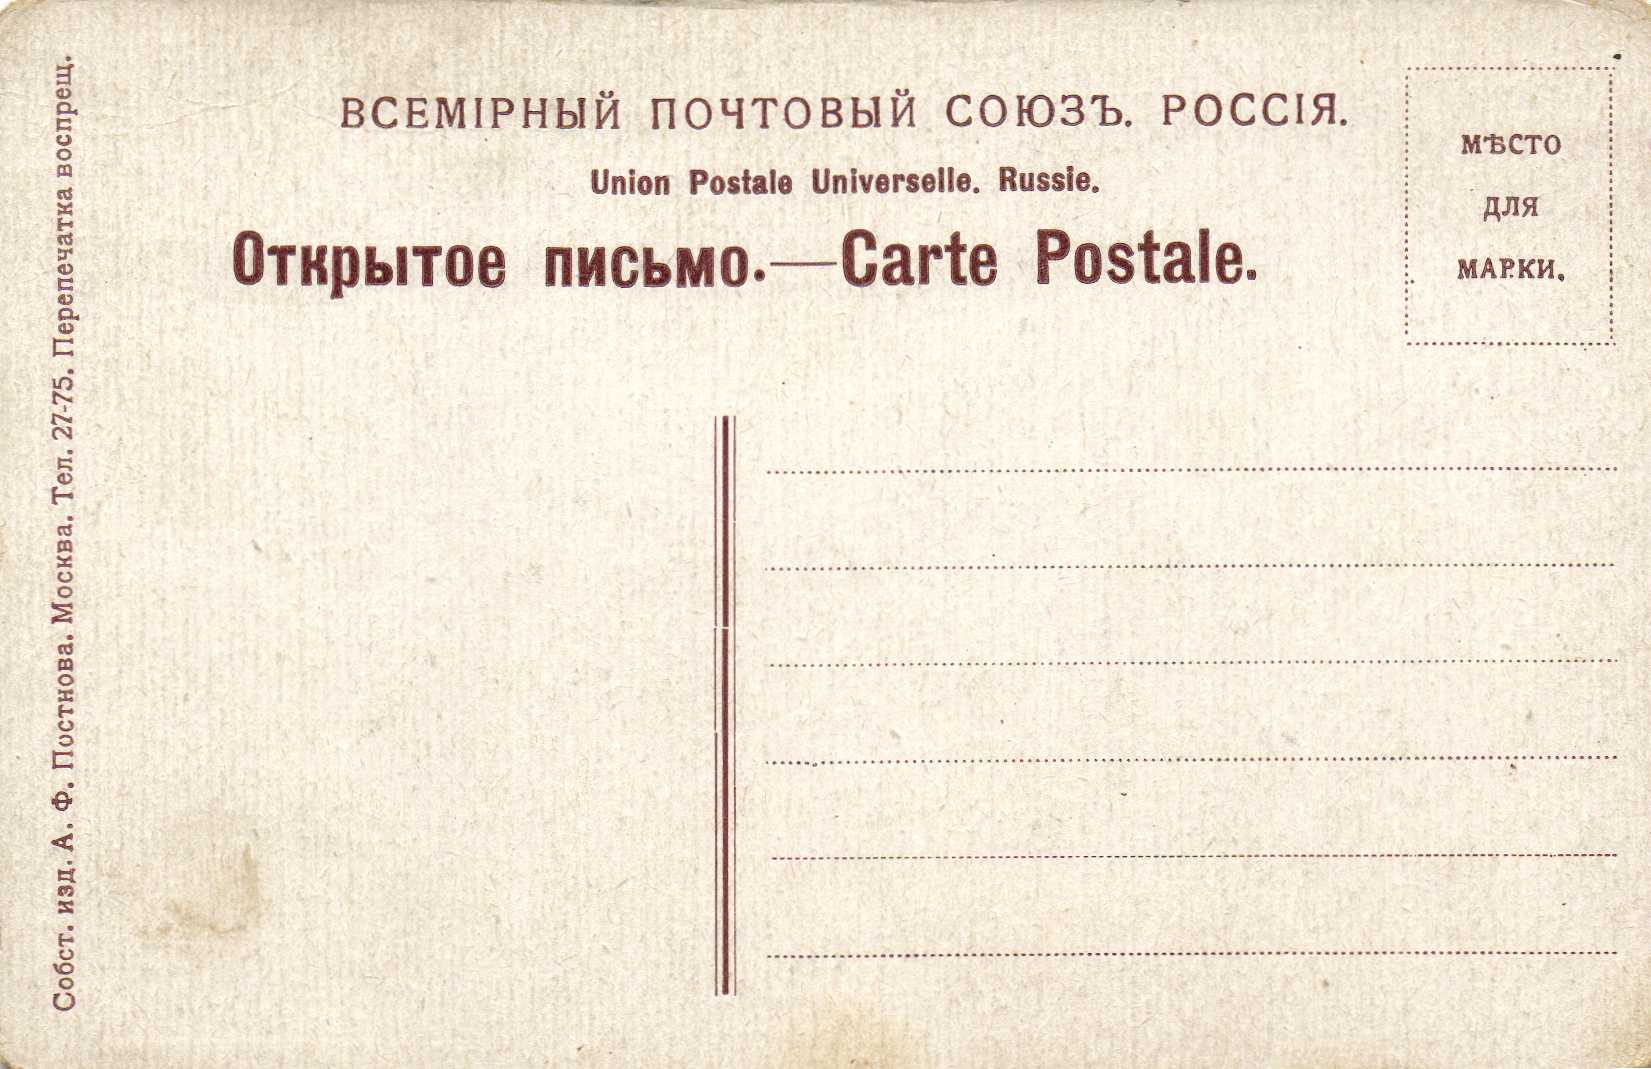 ВСЕМІРНЫЙ ПОЧТОВЫЙ СОЮЗЪ. РОССІЯ.
Union Postale Universelle. Russie.
Открытое письмо.—Carte Postale.
МѢСТО
ДЛЯ
МАРКИ.
Собст. изд. А. Ф. Постнова. Москва. Тел. 27-75. Перепечатка воспрещ.